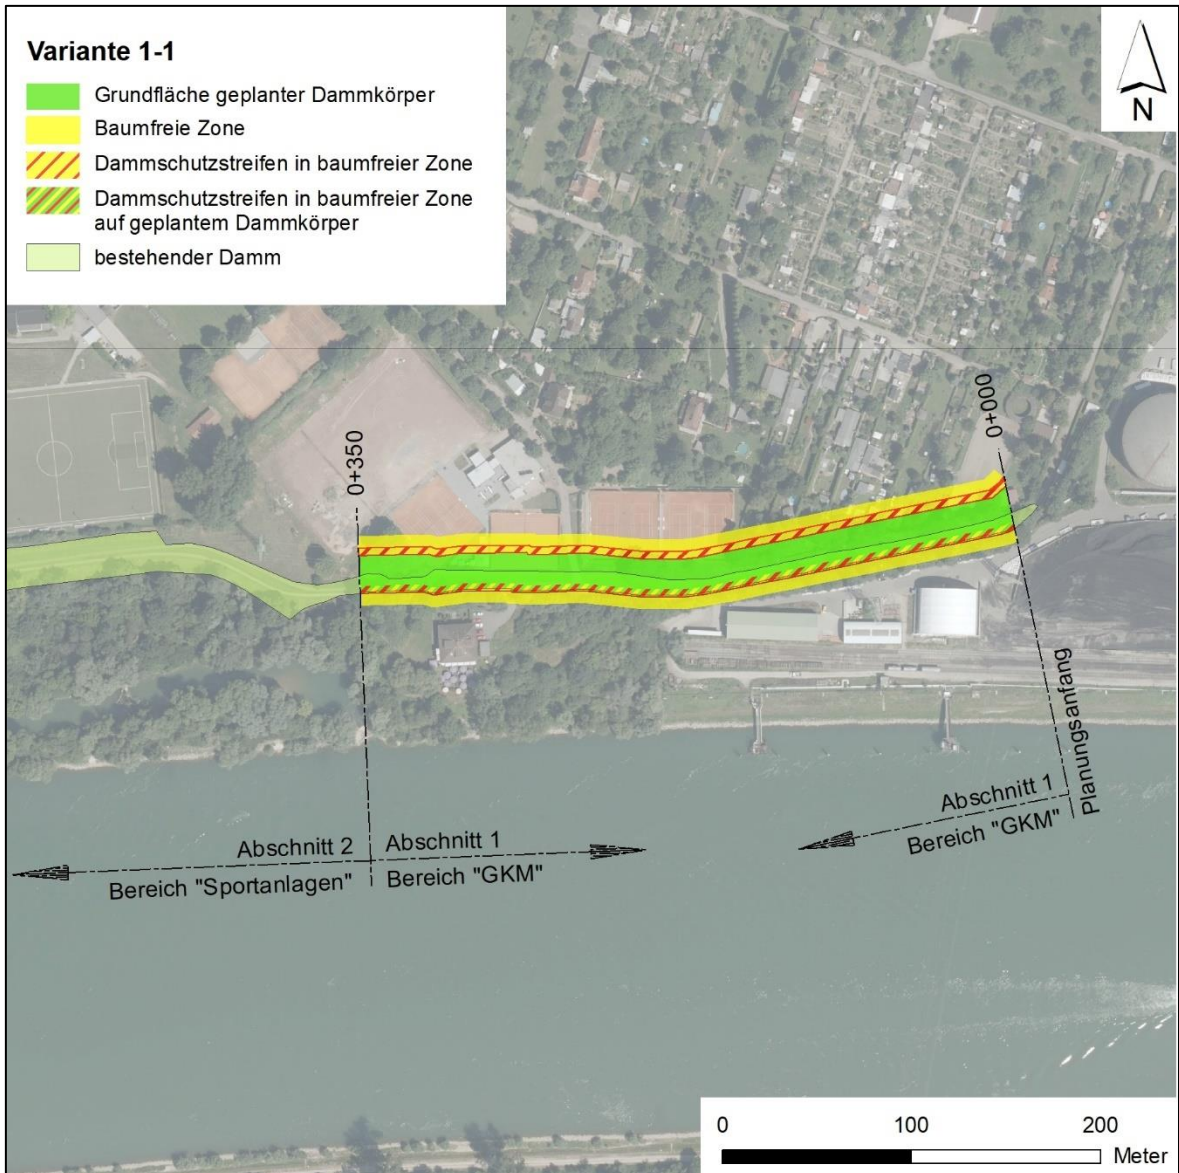 Variante 1-1
Grundfläche geplanter Dammkörper
Baumfreie Zone
Dammschutzstreifen in baumfreier Zone
Dammschutzstreifen in baumfreier Zone
auf geplantem Dammkörper
bestehender Damm
N
0+350
0+000
Planungsanfang
Abschnitt 2
Bereich "Sportanlagen"
Abschnitt 1
Bereich "GKM"
Abschnitt 1
Bereich "GKM"
0 100 200
Meter